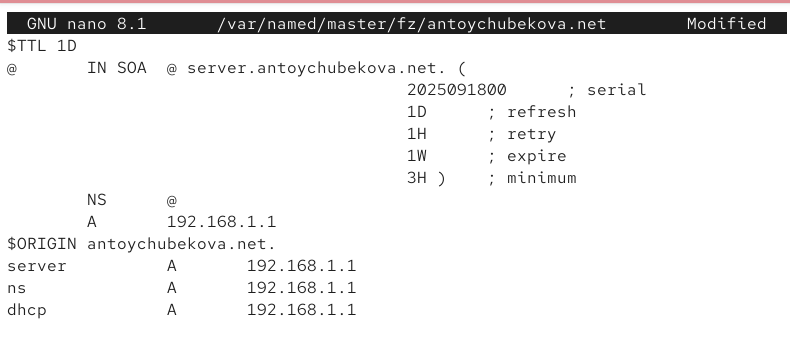 GNU nano 8.1 /var/named/master/fz/antoychubekova.net Modified
$TTL 1D
@ IN SOA @ server.antoychubekova.net. (
2025091800 ; serial
1D ; refresh
1H ; retry
1W ; expire
3H ) ; minimum
NS @
A 192.168.1.1
$ORIGIN antoychubekova.net.
server A 192.168.1.1
ns A 192.168.1.1
dhcp A 192.168.1.1